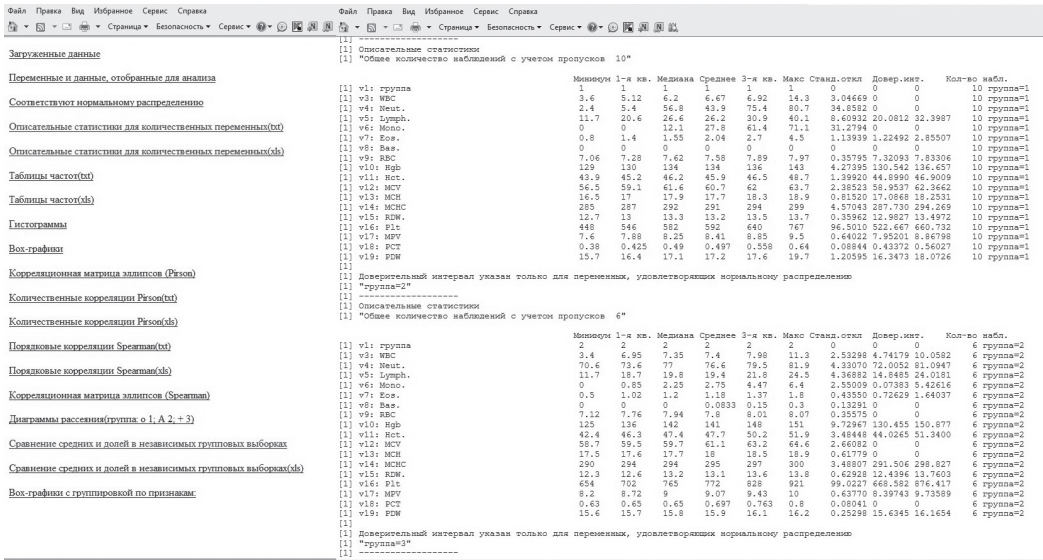 Файл Правка Вид Избранное Сервис Справка
Страница Безопасность Сервис
Загруженные данные
Переменные и данные, отобранные для анализа
Соответствуют нормальному распределению
Описательные статистики для количественных переменных(txt)
Описательные статистики для количественных переменных(xls)
Таблицы частот(txt)
Таблицы частот(xls)
Гистограммы
Box-графики
Корреляционная матрица эллипсов (Pirson)
Количественные корреляции Pirson(txt)
Количественные корреляции Pirson(xls)
Порядковые корреляции Spearman(txt)
Порядковые корреляции Spearman(xls)
Корреляционная матрица эллипсов (Spearman)
Диаграммы рассеяния(группа: о 1; Δ 2; + 3)
Сравнение средних и долей в независимых групповых выборках
Сравнение средних и долей в независимых групповых выборках(xls)
Box-графики с группировкой по признакам:
Файл Правка Вид Избранное Сервис Справка
Страница Безопасность Сервис
[1] -------------------
[1] Описательные статистики
[1] "Общее количество наблюдений с учетом пропусков 10"
Минимум 1-я кв. Медиана Среднее 3-я кв. Макс Станд.откл Довер.инт. Кол-во набл.
[1] v1: группа 1 1 1 1 1 1 0 0 0 10 группа=1
[1] v3: WBC 3.6 5.12 6.2 6.67 6.92 14.3 3.04669 0 0 10 группа=1
[1] v4: Neut. 2.4 5.4 56.8 43.9 75.4 80.7 34.8582 0 0 10 группа=1
[1] v5: Lymph. 11.7 20.6 26.6 26.2 30.9 40.1 8.60932 20.0812 32.3987 10 группа=1
[1] v6: Mono. 0 0 12.1 27.8 61.4 71.1 31.2794 0 0 10 группа=1
[1] v7: Eos. 0.8 1.4 1.55 2.04 2.7 4.5 1.13939 1.22492 2.85507 10 группа=1
[1] v8: Bas. 0 0 0 0 0 0 0 0 0 10 группа=1
[1] v9: RBC 7.06 7.28 7.62 7.58 7.89 7.97 0.35795 7.32093 7.83306 10 группа=1
[1] v10: Hgb 129 130 134 134 136 143 4.27395 130.542 136.657 10 группа=1
[1] v11: Hct. 43.9 45.2 46.2 45.9 46.5 48.7 1.39920 44.8990 46.9009 10 группа=1
[1] v12: MCV 56.5 59.1 61.6 60.7 62 63.7 2.38523 58.9537 62.3662 10 группа=1
[1] v13: MCH 16.5 17 17.9 17.7 18.3 18.9 0.81520 17.0868 18.2531 10 группа=1
[1] v14: MCHC 285 287 292 291 294 299 4.57043 287.730 294.269 10 группа=1
[1] v15: RDW. 12.7 13 13.3 13.2 13.5 13.7 0.35962 12.9827 13.4972 10 группа=1
[1] v16: Plt 448 546 582 592 640 767 96.5010 522.667 660.732 10 группа=1
[1] v17: MPV 7.6 7.88 8.25 8.41 8.85 9.5 0.64022 7.95201 8.86798 10 группа=1
[1] v18: PCT 0.38 0.425 0.49 0.497 0.558 0.64 0.08844 0.43372 0.56027 10 группа=1
[1] v19: PDW 15.7 16.4 17.1 17.2 17.6 19.7 1.20595 16.3473 18.0726 10 группа=1
[1]
[1] Доверительный интервал указан только для переменных, удовлетворяющих нормальному распределению
[1] "группа=2"
[1] -------------------
[1] Описательные статистики
[1] "Общее количество наблюдений с учетом пропусков 6"
Минимум 1-я кв. Медиана Среднее 3-я кв. Макс Станд.откл Довер.инт. Кол-во набл.
[1] v1: группа 2 2 2 2 2 2 0 0 0 6 группа=2
[1] v3: WBC 3.4 6.95 7.35 7.4 7.98 11.3 2.53298 4.74179 10.0582 6 группа=2
[1] v4: Neut. 70.6 73.6 77 76.6 79.5 81.9 4.33070 72.0052 81.0947 6 группа=2
[1] v5: Lymph. 11.7 18.7 19.8 19.4 21.8 24.5 4.36882 14.8485 24.0181 6 группа=2
[1] v6: Mono. 0 0.85 2.25 2.75 4.47 6.4 2.55009 0.07383 5.42616 6 группа=2
[1] v7: Eos. 0.5 1.02 1.2 1.18 1.37 1.8 0.43550 0.72629 1.64037 6 группа=2
[1] v8: Bas. 0 0 0 0.0833 0.15 0.3 0.13291 0 0 6 группа=2
[1] v9: RBC 7.12 7.76 7.94 7.8 8.01 8.07 0.35575 0 0 6 группа=2
[1] v10: Hgb 125 136 142 141 148 151 9.72967 130.455 150.877 6 группа=2
[1] v11: Hct. 42.4 46.3 47.4 47.7 50.2 51.9 3.48448 44.0265 51.3400 6 группа=2
[1] v12: MCV 58.7 59.5 59.7 61.1 63.2 64.6 2.66082 0 0 6 группа=2
[1] v13: MCH 17.5 17.6 17.7 18 18.5 18.9 0.61779 0 0 6 группа=2
[1] v14: MCHC 290 294 294 295 297 300 3.48807 291.506 298.827 6 группа=2
[1] v15: RDW. 12.3 12.6 13.2 13.1 13.6 13.8 0.62928 12.4396 13.7603 6 группа=2
[1] v16: Plt 654 702 765 772 828 921 99.0227 668.582 876.417 6 группа=2
[1] v17: MPV 8.2 8.72 9 9.07 9.43 10 0.63770 8.39743 9.73589 6 группа=2
[1] v18: PCT 0.63 0.65 0.65 0.697 0.763 0.8 0.08041 0 0 6 группа=2
[1] v19: PDW 15.6 15.7 15.8 15.9 16.1 16.2 0.25298 15.6345 16.1654 6 группа=2
[1]
[1] Доверительный интервал указан только для переменных, удовлетворяющих нормальному распределению
[1] "группа=3"
[1] -------------------